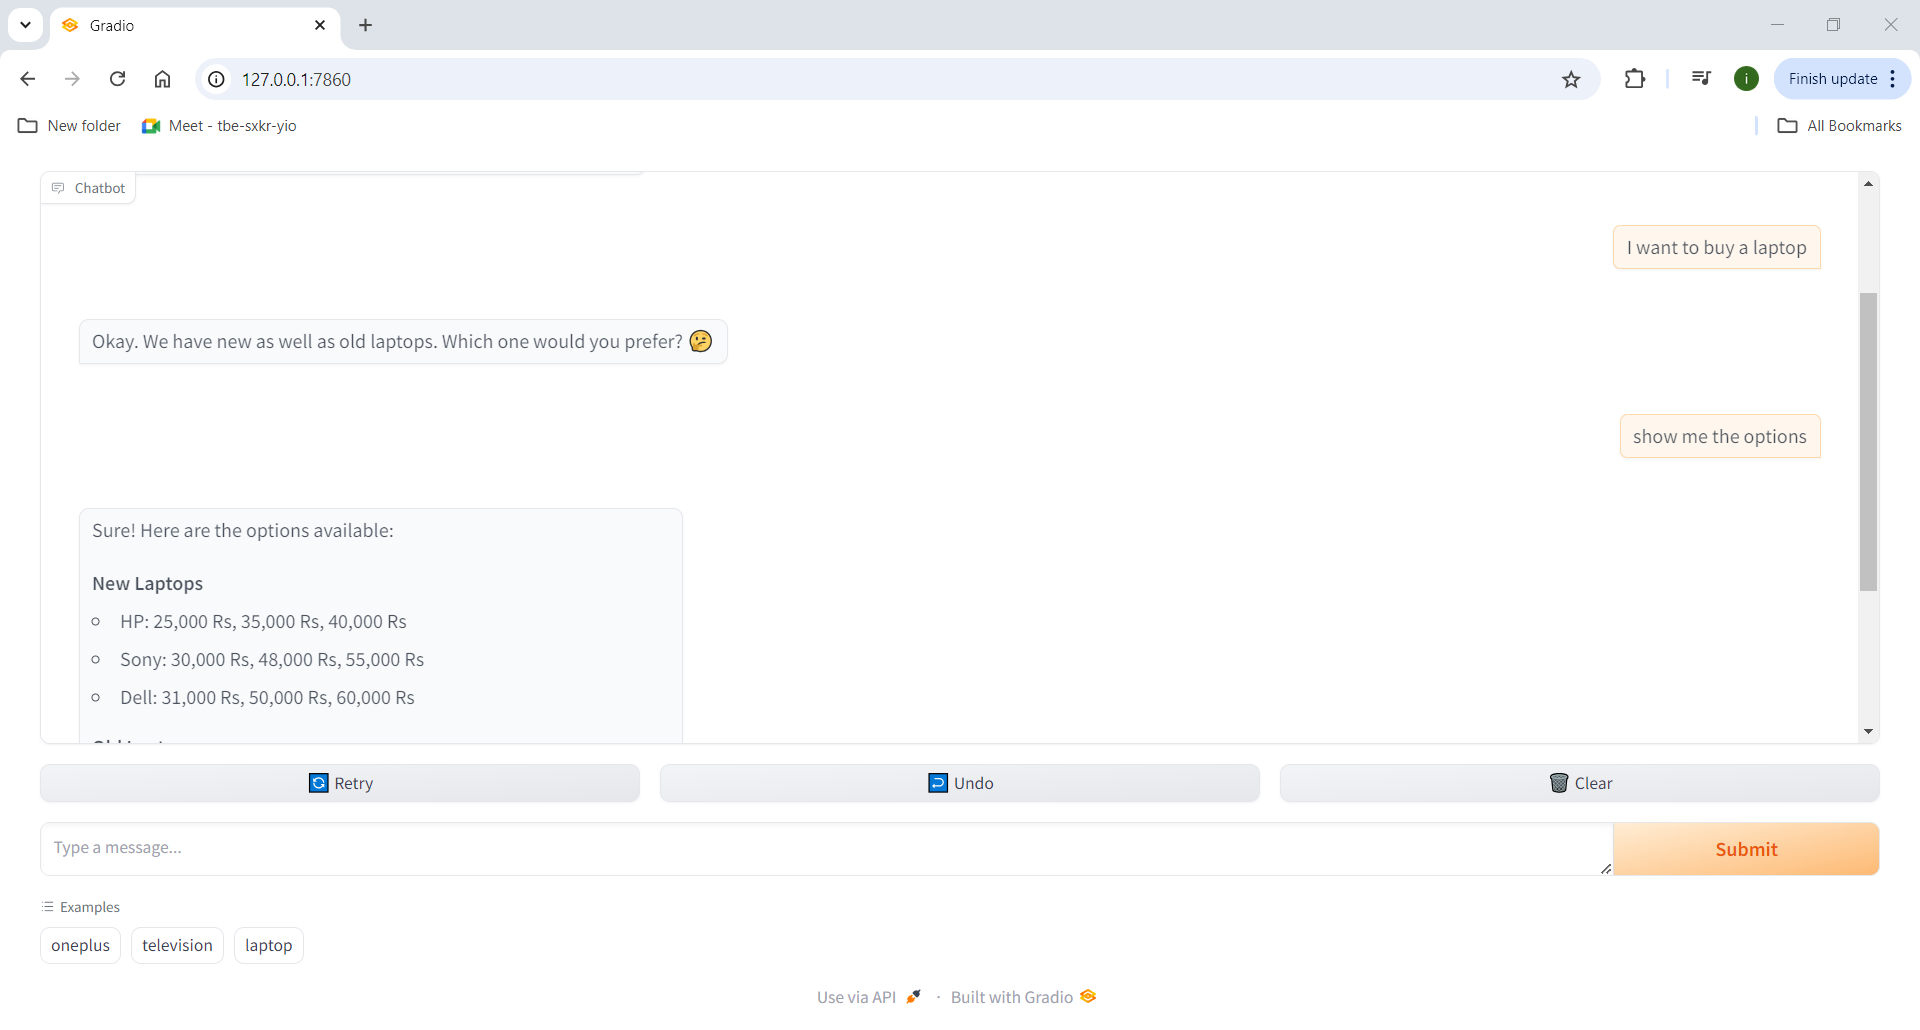 Gradio
127.0.0.1:7860
Finish update
New folder
Meet - tbe-sxkr-yio
All Bookmarks
Chatbot
I want to buy a laptop
Okay. We have new as well as old laptops. Which one would you prefer? 🤔
show me the options
Sure! Here are the options available:
New Laptops
HP: 25,000 Rs, 35,000 Rs, 40,000 Rs
Sony: 30,000 Rs, 48,000 Rs, 55,000 Rs
Dell: 31,000 Rs, 50,000 Rs, 60,000 Rs
Retry
Undo
Clear
Type a message...
Submit
Examples
oneplus
television
laptop
Use via API
· Built with Gradio